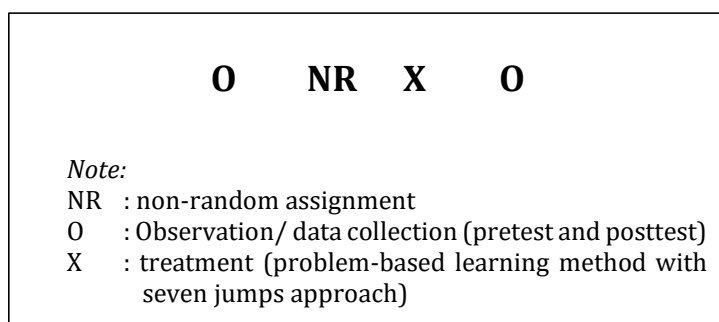 O NR X O
Note:
NR : non-random assignment
O : Observation/ data collection (pretest and posttest)
X : treatment (problem-based learning method with
seven jumps approach)